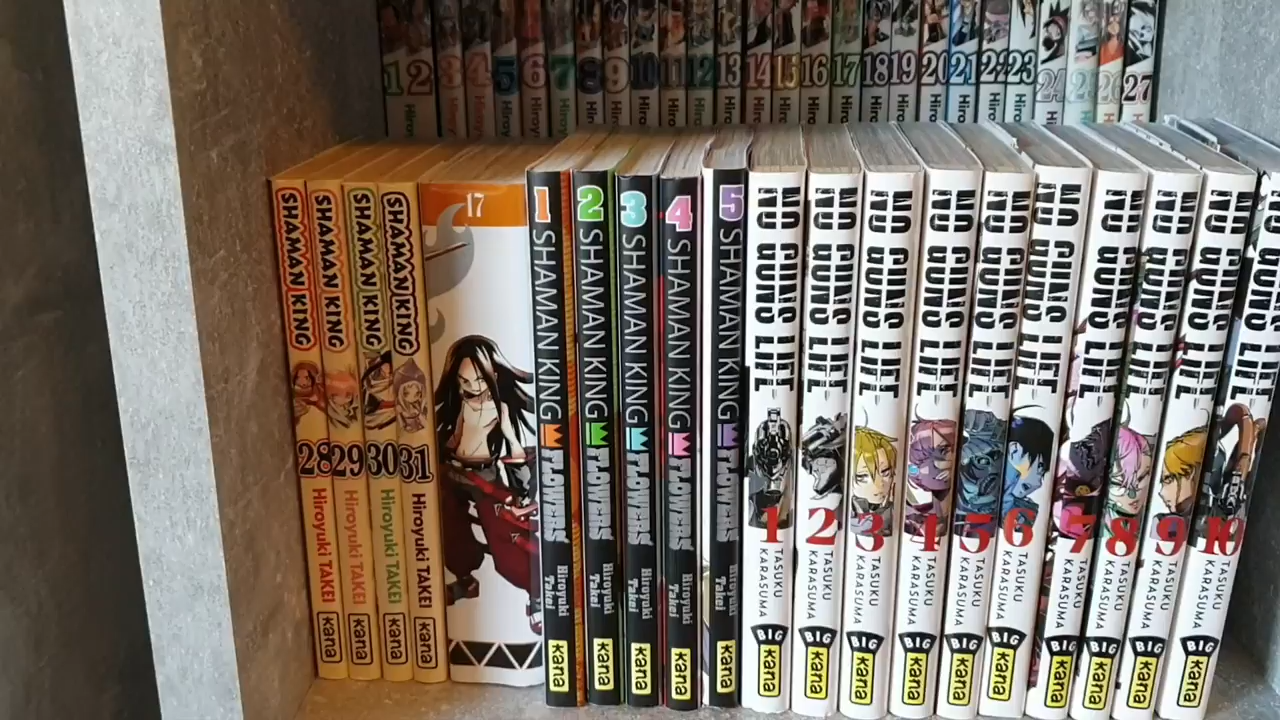 1
2
3
4
5
6
7
8
9
10
11
12
13
14
15
16
17
18
19
20
21
22
23
24
25
26
27
SHAMAN KING 28 Hiroyuki TAKEI kana
SHAMAN KING 29 Hiroyuki TAKEI kana
SHAMAN KING 30 Hiroyuki TAKEI kana
SHAMAN KING 31 Hiroyuki TAKEI kana
17
1 SHAMAN KING FLOWERS Hiroyuki Takei kana
2 SHAMAN KING FLOWERS Hiroyuki Takei kana
3 SHAMAN KING FLOWERS Hiroyuki Takei kana
4 SHAMAN KING FLOWERS Hiroyuki Takei kana
5 SHAMAN KING FLOWERS Hiroyuki Takei kana
NO GUNS LIFE 1 TASUKU KARASUMA BIG kana
NO GUNS LIFE 2 TASUKU KARASUMA BIG kana
NO GUNS LIFE 3 TASUKU KARASUMA BIG kana
NO GUNS LIFE 4 TASUKU KARASUMA BIG kana
NO GUNS LIFE 5 TASUKU KARASUMA BIG kana
NO GUNS LIFE 6 TASUKU KARASUMA BIG kana
NO GUNS LIFE 7 TASUKU KARASUMA BIG kana
NO GUNS LIFE 8 TASUKU KARASUMA BIG kana
NO GUNS LIFE 9 TASUKU KARASUMA BIG kana
NO GUNS LIFE 10 TASUKU KARASUMA BIG kana